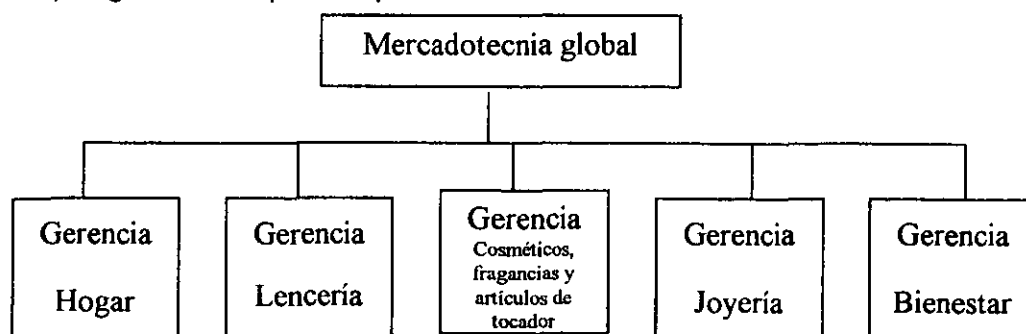 Mercadotecnia global
Gerencia
Hogar
Gerencia
Lencería
Gerencia
Cosméticos,
fragancias y
artículos de
tocador
Gerencia
Joyería
Gerencia
Bienestar